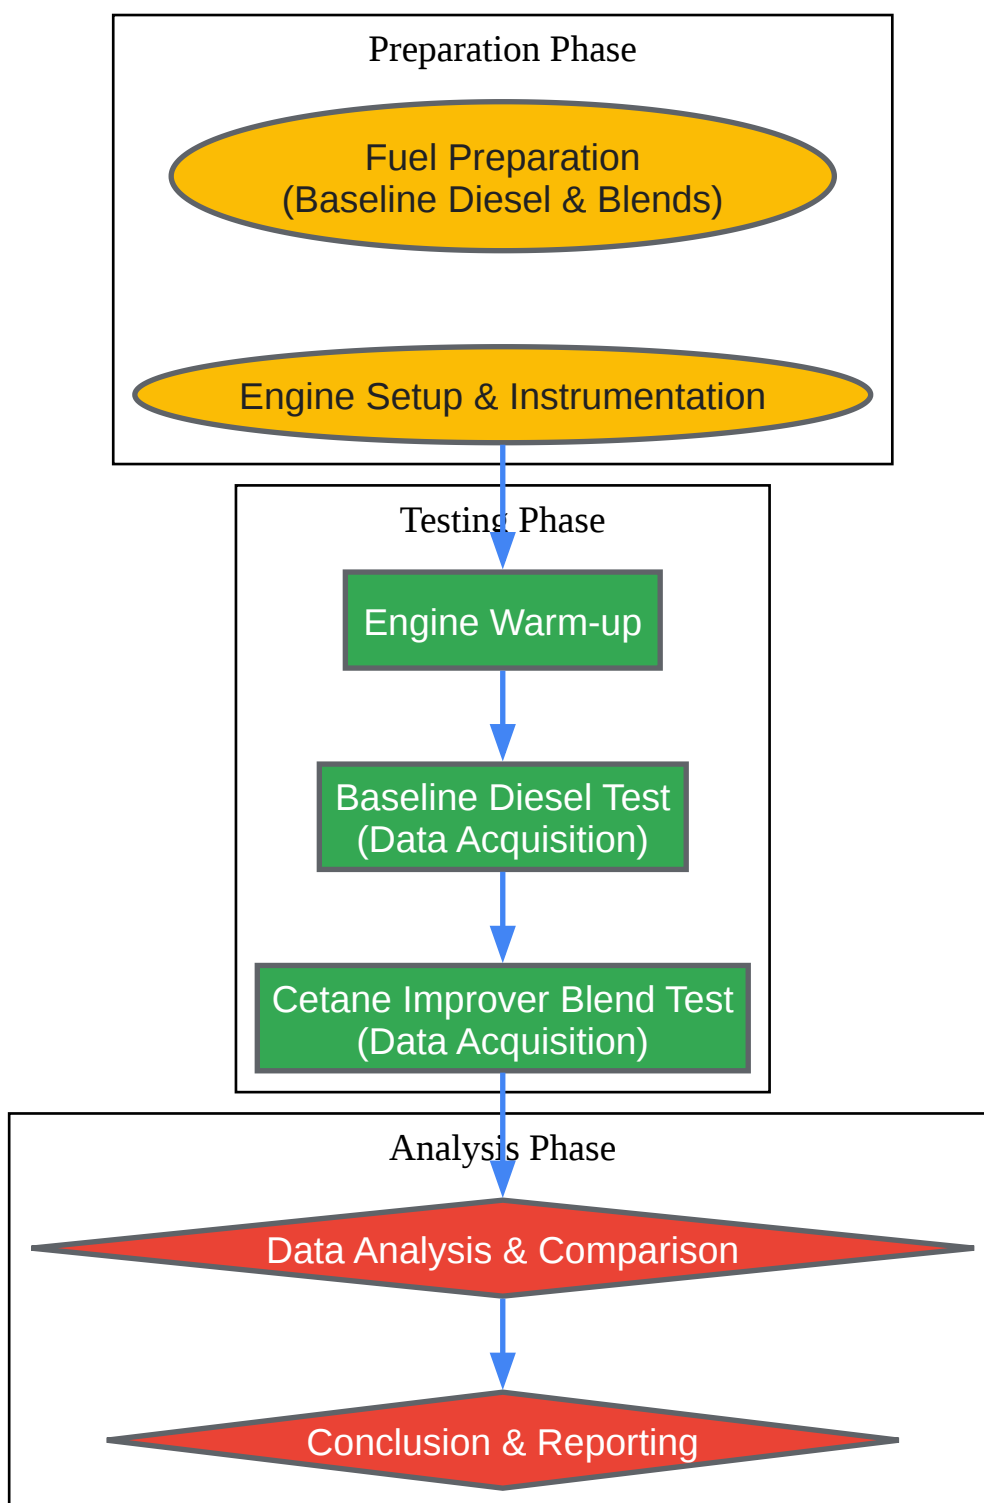 Preparation Phase
Fuel Preparation
(Baseline Diesel & Blends)
Engine Setup & Instrumentation
Testing Phase
Engine Warm-up
Baseline Diesel Test
(Data Acquisition)
Cetane Improver Blend Test
(Data Acquisition)
Analysis Phase
Data Analysis & Comparison
Conclusion & Reporting